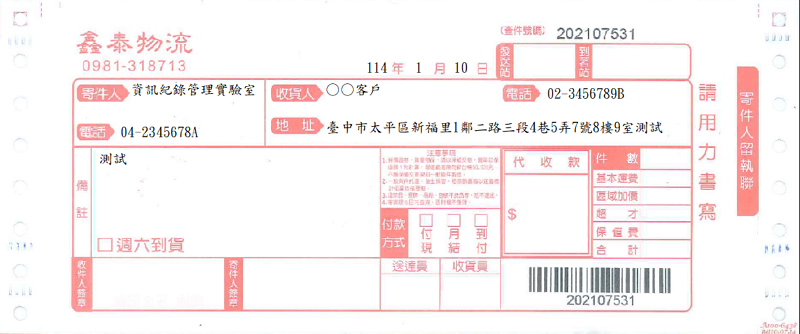 鑫泰物流
0981-318713
(壹件號碼)
202107531
發送站
到著站
114 年 1 月 10 日
寄件人 資訊紀錄管理實驗室
收貨人 〇〇客戶
電話 02-3456789B
電話 04-2345678A
地址 臺中市太平區新福里1鄰二路三段4巷5弄7號8樓9室測試
備註
測試
□週六到貨
注意事項
付款方式
□付現
□月結
□到付
代收款
$
件數
基本運費
區域加價
超才
保值費
合計
收件人簽章
寄件人簽章
送達員
收貨員
202107531
請用力書寫
寄件人留執聯